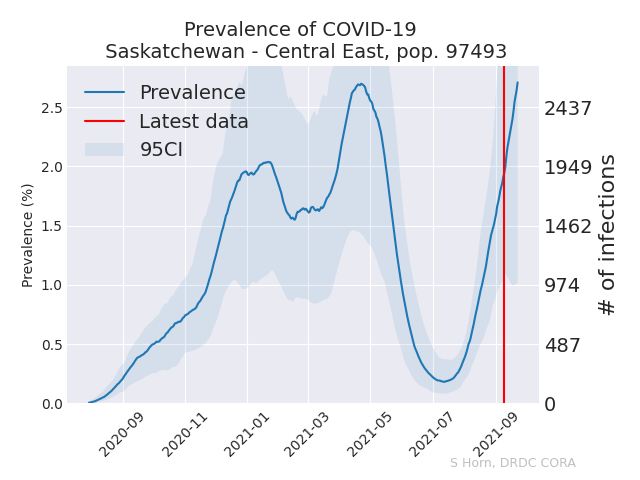 Prevalence of COVID-19
Saskatchewan - Central East, pop. 97493
Prevalence
Latest data
95CI
Prevalence (%)
2.5
2.0
1.5
1.0
0.5
0.0
2437
1949
1462
974
487
0
# of infections
2020-09
2020-11
2021-01
2021-03
2021-05
2021-07
2021-09
S Horn, DRDC CORA